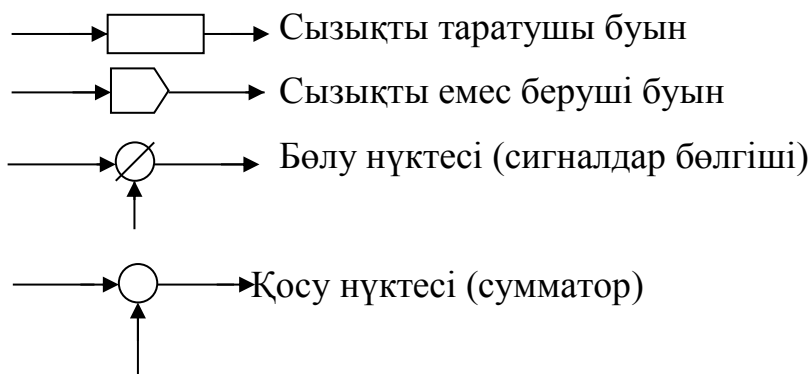 Сызықты таратушы буын
Сызықты емес беруші буын
Бөлу нүктесі (сигналдар бөлгіші)
Қосу нүктесі (сумматор)